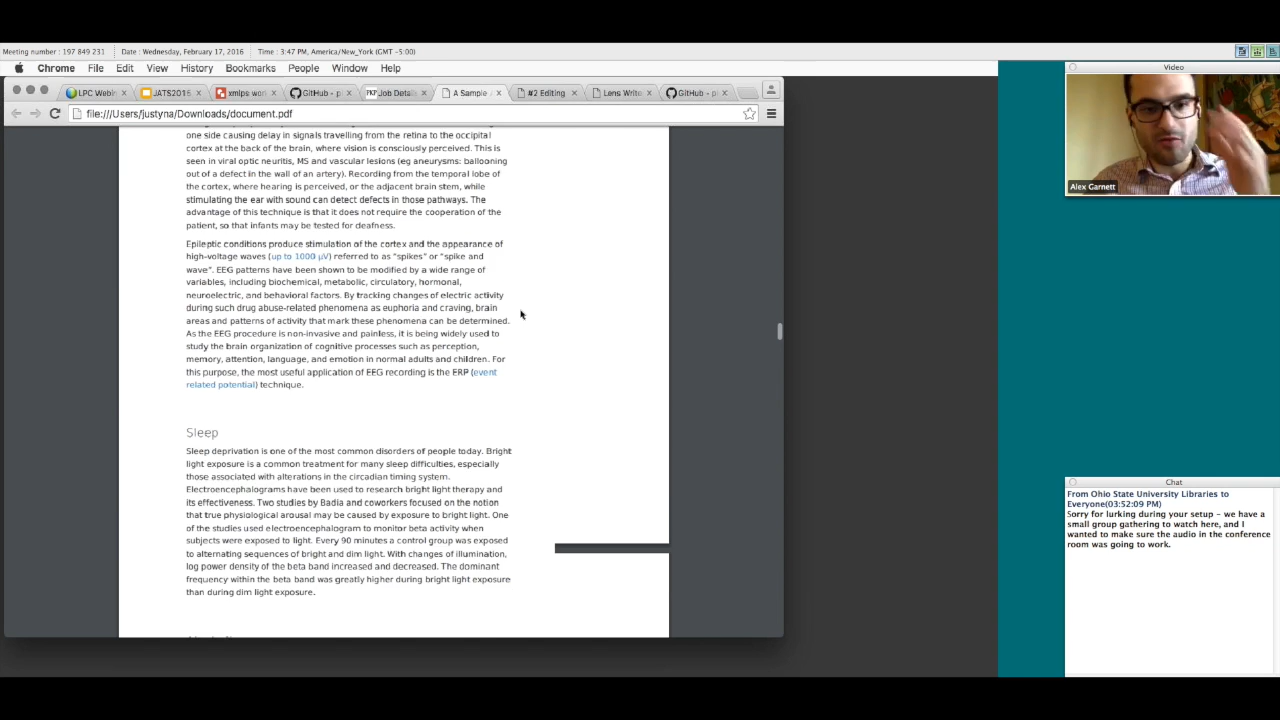 Meeting number : 197 849 231 Date : Wednesday, February 17, 2016 Time : 3:47 PM, America/New_York (GMT -5:00)
Chrome File Edit View History Bookmarks People Window Help
LPC Webin JATS2015 xmlps worl GitHub - p PKP Job Details A Sample #2 Editing Lens Write GitHub - p
file:///Users/justyna/Downloads/document.pdf
one side causing delay in signals travelling from the retina to the occipital
cortex at the back of the brain, where vision is consciously perceived. This is
seen in viral optic neuritis, MS and vascular lesions (eg aneurysms: ballooning
out of a defect in the wall of an artery). Recording from the temporal lobe of
the cortex, where hearing is perceived, or the adjacent brain stem, while
stimulating the ear with sound can detect defects in those pathways. The
advantage of this technique is that it does not require the cooperation of the
patient, so that infants may be tested for deafness.
Epileptic conditions produce stimulation of the cortex and the appearance of
high-voltage waves (up to 1000 µV) referred to as “spikes” or “spike and
wave”. EEG patterns have been shown to be modified by a wide range of
variables, including biochemical, metabolic, circulatory, hormonal,
neuroelectric, and behavioral factors. By tracking changes of electric activity
during such drug abuse-related phenomena as euphoria and craving, brain
areas and patterns of activity that mark these phenomena can be determined.
As the EEG procedure is non-invasive and painless, it is being widely used to
study the brain organization of cognitive processes such as perception,
memory, attention, language, and emotion in normal adults and children. For
this purpose, the most useful application of EEG recording is the ERP (event
related potential) technique.
Sleep
Sleep deprivation is one of the most common disorders of people today. Bright
light exposure is a common treatment for many sleep difficulties, especially
those associated with alterations in the circadian timing system.
Electroencephalograms have been used to research bright light therapy and
its effectiveness. Two studies by Badia and coworkers focused on the notion
that true physiological arousal may be caused by exposure to bright light. One
of the studies used electroencephalogram to monitor beta activity when
subjects were exposed to light. Every 90 minutes a control group was exposed
to alternating sequences of bright and dim light. With changes of illumination,
log power density of the beta band increased and decreased. The dominant
frequency within the beta band was greatly higher during bright light exposure
than during dim light exposure.
Video
Alex Garnett
Chat
From Ohio State University Libraries to
Everyone(03:52:09 PM)
Sorry for lurking during your setup - we have a
small group gathering to watch here, and I
wanted to make sure the audio in the conference
room was going to work.